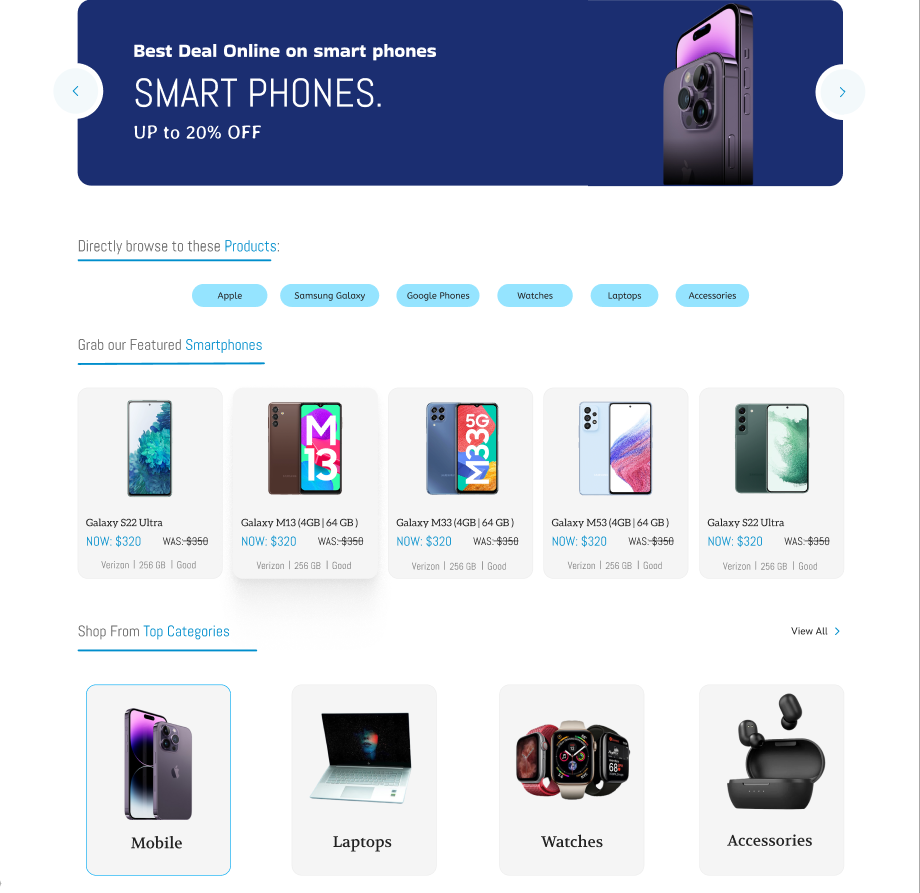 Best Deal Online on smart phones
SMART PHONES.
UP to 20% OFF
Directly browse to these Products:
Apple Samsung Galaxy Google Phones Watches Laptops Accessories
Grab our Featured Smartphones
M 13
M33 5G
Galaxy S22 Ultra
NOW: $320 WAS: $350
Verizon | 256 GB | Good
Galaxy M13 (4GB | 64 GB )
NOW: $320 WAS: $350
Verizon | 256 GB | Good
Galaxy M33 (4GB | 64 GB )
NOW: $320 WAS: $350
Verizon | 256 GB | Good
Galaxy M53 (4GB | 64 GB )
NOW: $320 WAS: $350
Verizon | 256 GB | Good
Galaxy S22 Ultra
NOW: $320 WAS: $350
Verizon | 256 GB | Good
Shop From Top Categories
View All >
68
Mobile
Laptops
Watches
Accessories